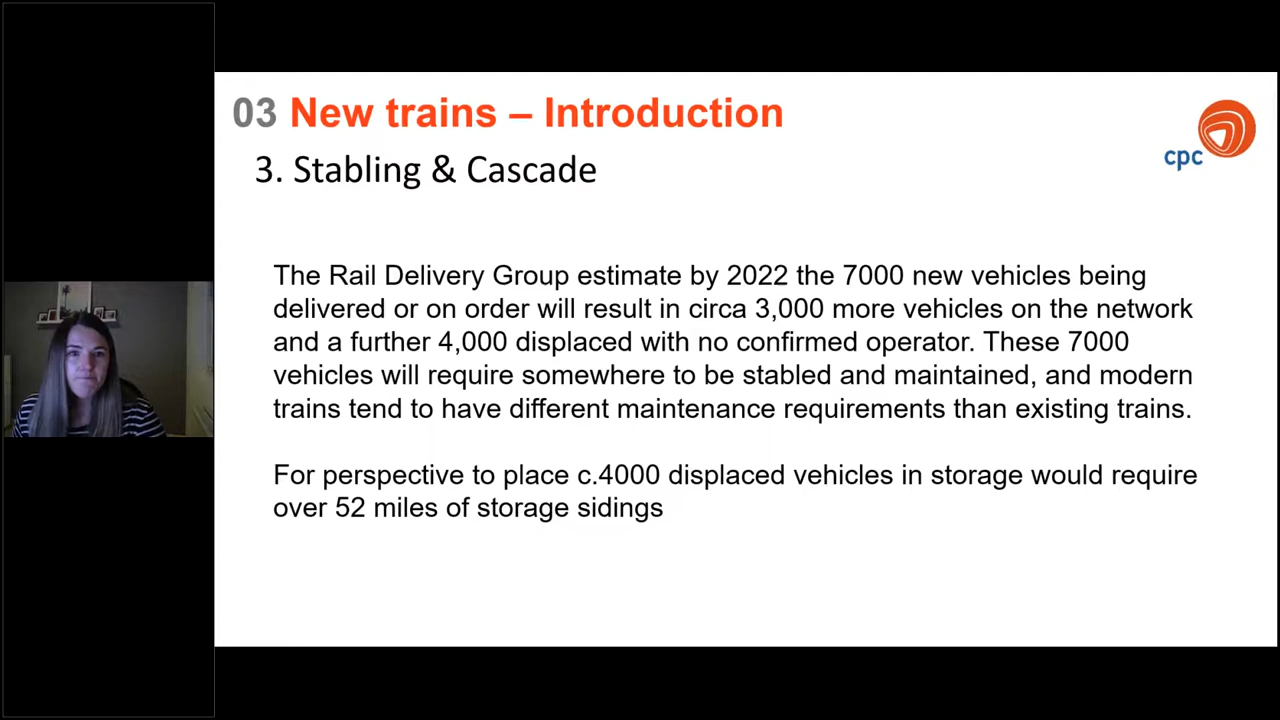 03 New trains – Introduction
3. Stabling & Cascade
cpc
The Rail Delivery Group estimate by 2022 the 7000 new vehicles being
delivered or on order will result in circa 3,000 more vehicles on the network
and a further 4,000 displaced with no confirmed operator. These 7000
vehicles will require somewhere to be stabled and maintained, and modern
trains tend to have different maintenance requirements than existing trains.
For perspective to place c.4000 displaced vehicles in storage would require
over 52 miles of storage sidings